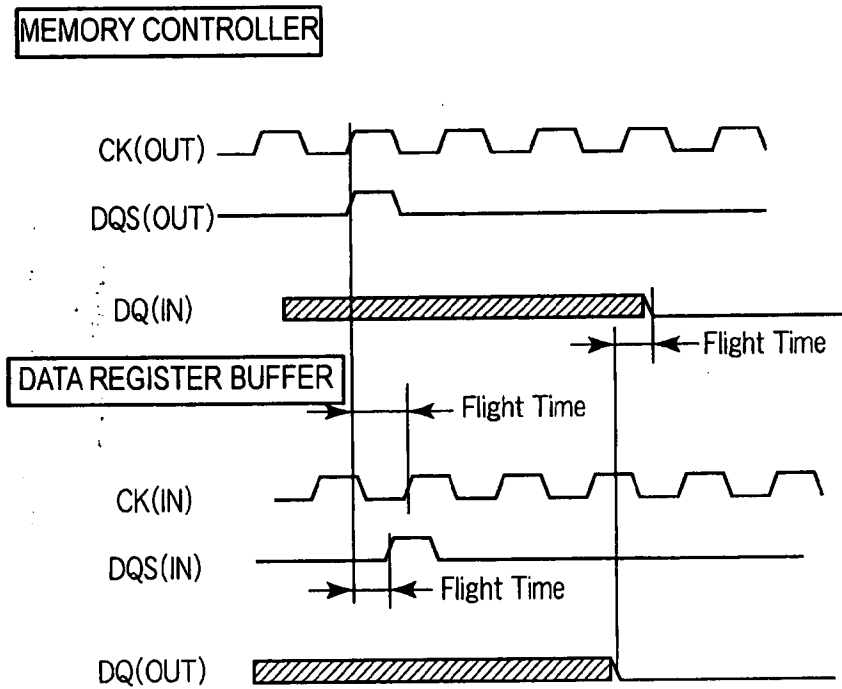 MEMORY CONTROLLER
CK(OUT)
DQS(OUT)
DQ(IN)
Flight Time
DATA REGISTER BUFFER
Flight Time
CK(IN)
DQS(IN)
Flight Time
DQ(OUT)